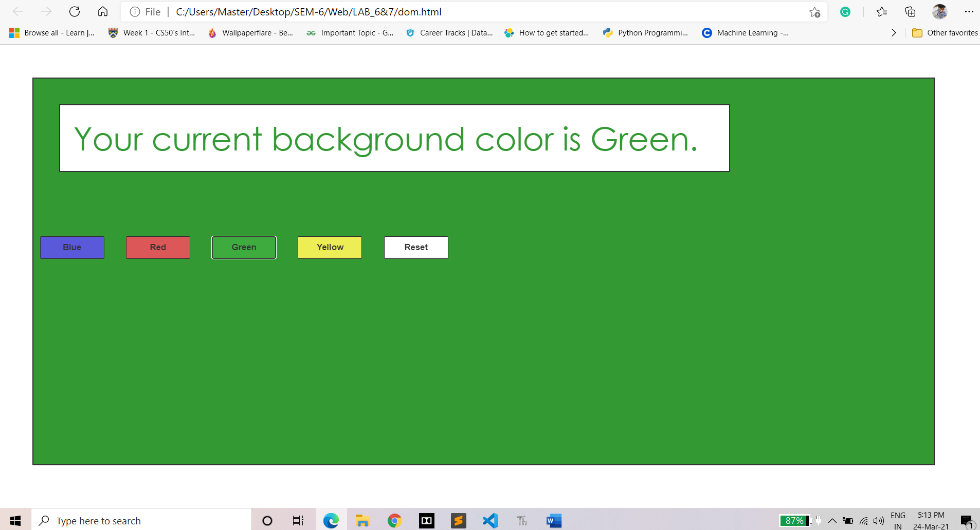 File | C:/Users/Master/Desktop/SEM-6/Web/LAB_6&7/dom.html
Browse all - Learn |... Week 1 - CS50's Int... Wallpaperflare - Be... Important Topic - G... Career Tracks | Data... How to get started... Python Programmi... Machine Learning -... Other favorites
Your current background color is Green.
Blue Red Green Yellow Reset
Type here to search 87% ENG 5:13 PM
IN 24-Mar-21